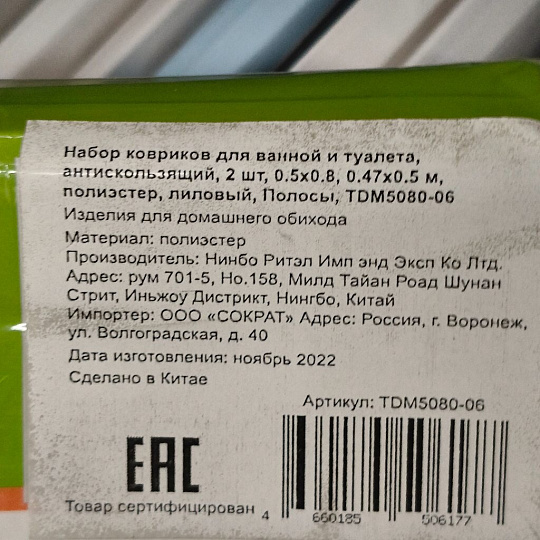 Набор ковриков для ванной и туалета,
антискользящий, 2 шт, 0.5х0.8, 0.47х0.5 м,
полиэстер, лиловый, Полосы, TDM5080-06
Изделия для домашнего обихода
Материал: полиэстер
Производитель: Нинбо Ритэл Имп энд Эксп Ко Лтд.
Адрес: рум 701-5, Но.158, Милд Тайан Роад Шунан
Стрит, Иньжоу Дистрикт, Нингбо, Китай
Импортер: ООО «СОКРАТ» Адрес: Россия, г. Воронеж,
ул. Волгоградская, д. 40
Дата изготовления: ноябрь 2022
Сделано в Китае
Артикул: TDM5080-06
ЕАС
Товар сертифицирован
4 660185 506177